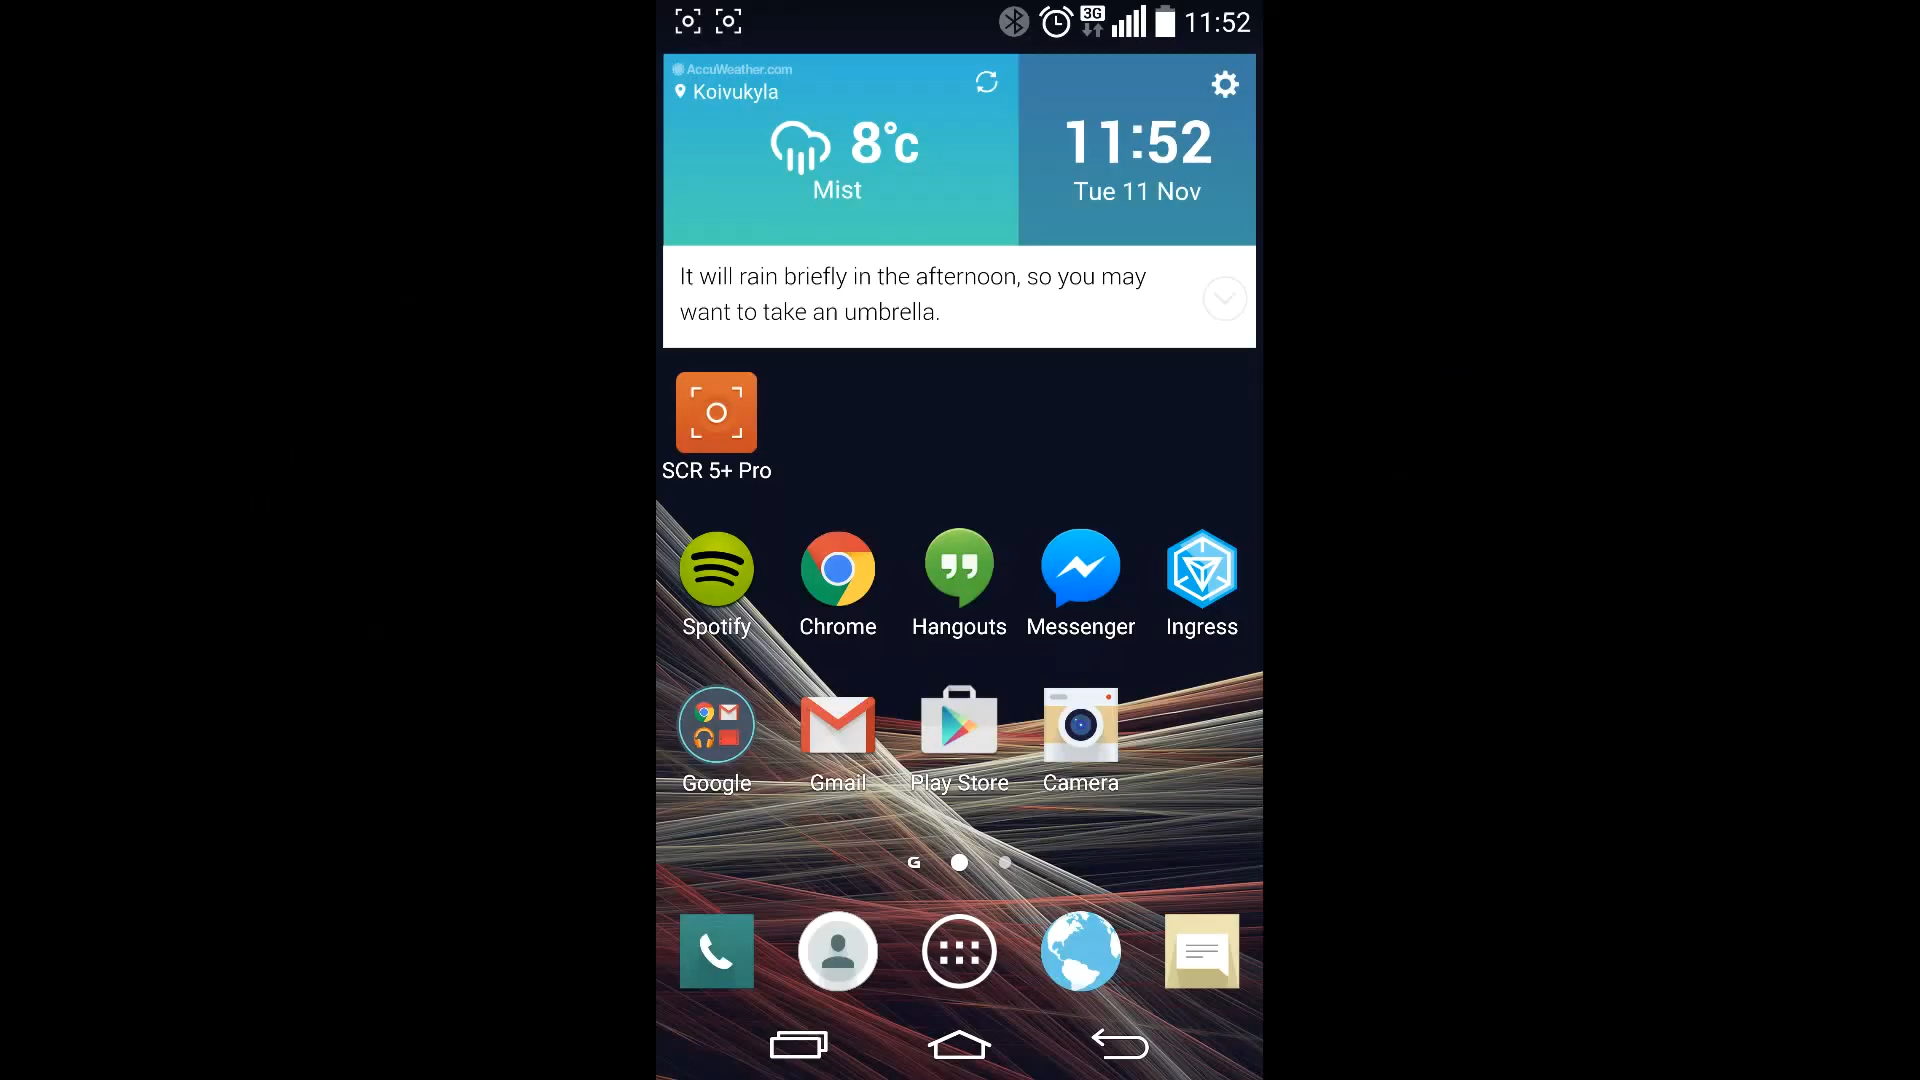 3G
11:52
AccuWeather.com
Koivukyla
8°c
Mist
11:52
Tue 11 Nov
It will rain briefly in the afternoon, so you may
want to take an umbrella.
SCR 5+ Pro
Spotify
Chrome
Hangouts
Messenger
Ingress
Google
Gmail
Play Store
Camera
G